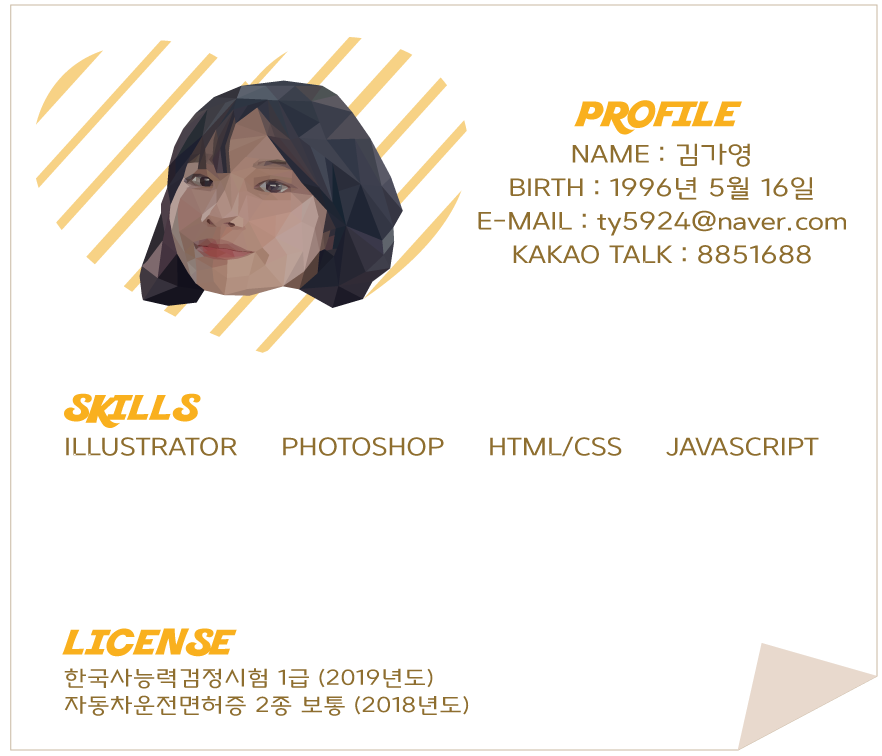 PROFILE
NAME : 김가영
BIRTH : 1996년 5월 16일
E-MAIL : ty5924@naver.com
KAKAO TALK : 8851688
SKILLS
ILLUSTRATOR PHOTOSHOP HTML/CSS JAVASCRIPT
LICENSE
한국사능력검정시험 1급 (2019년도)
자동차운전면허증 2종 보통 (2018년도)